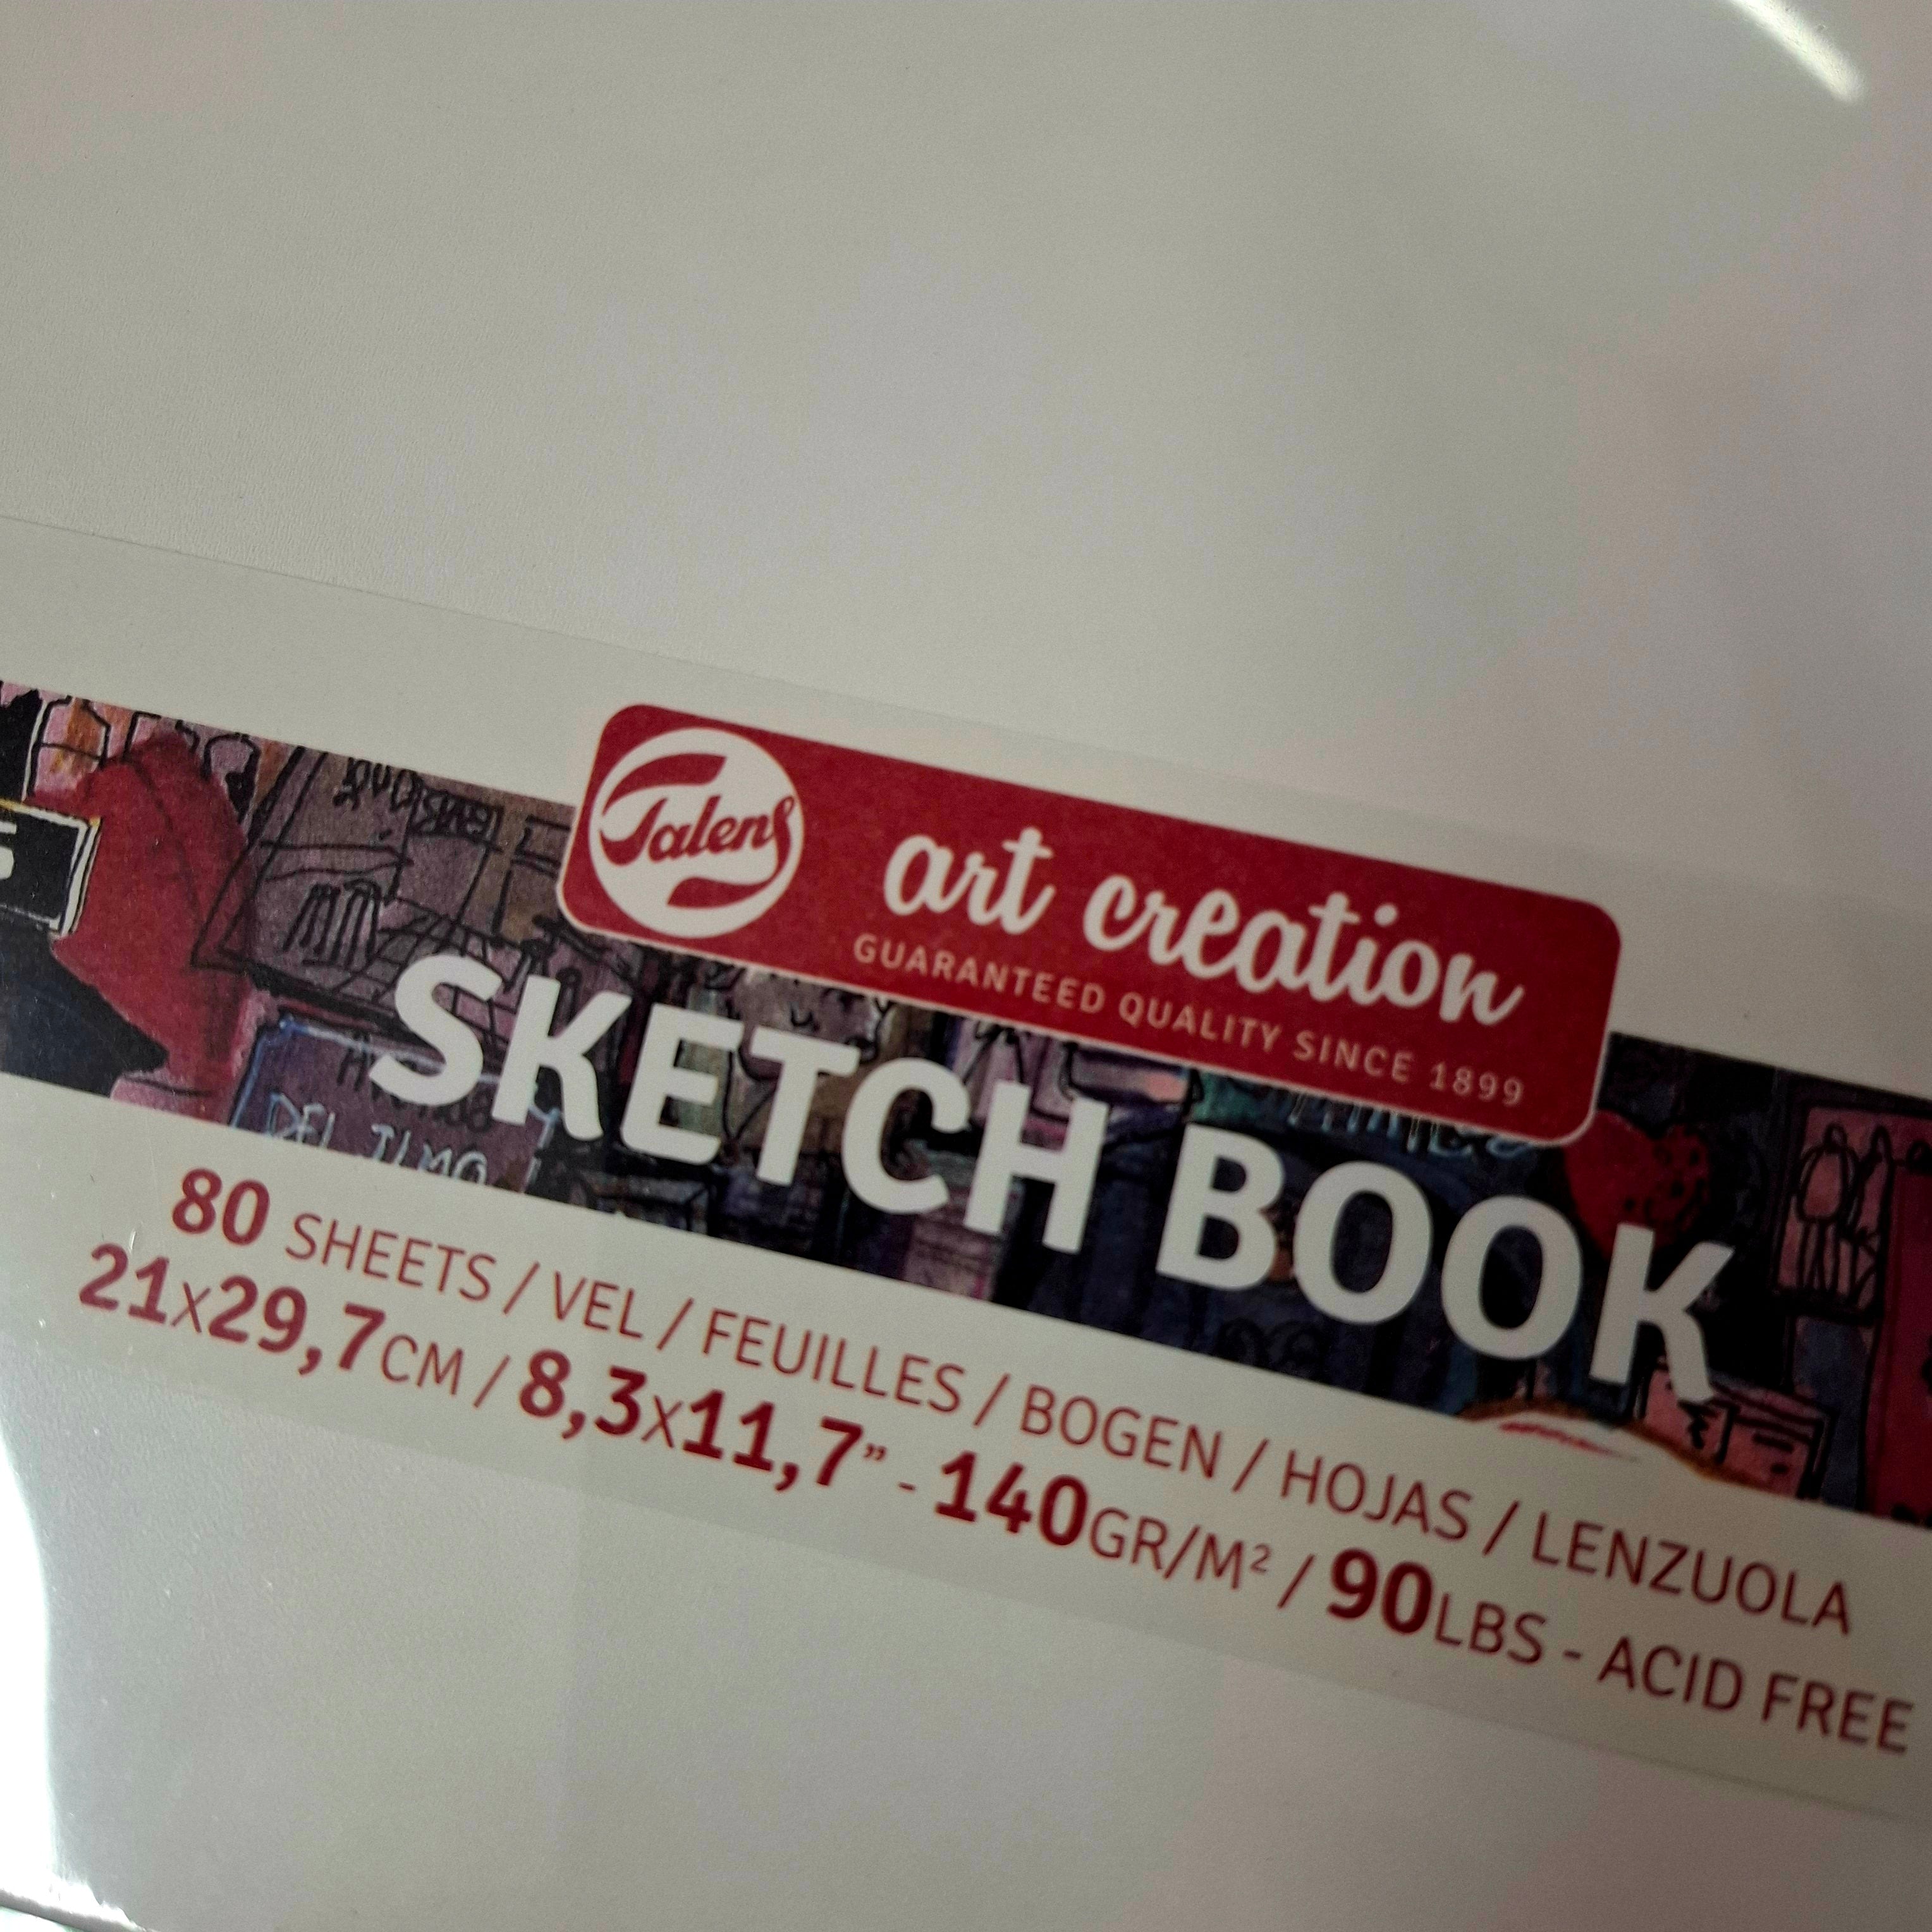 Talens
art creation
GUARANTEED QUALITY SINCE 1899
SKETCH BOOK
80 SHEETS / VEL / FEUILLES / BOGEN / HOJAS / LENZUOLA
21X29,7CM / 8,3X11,7” - 140GR/M² / 90LBS - ACID FREE